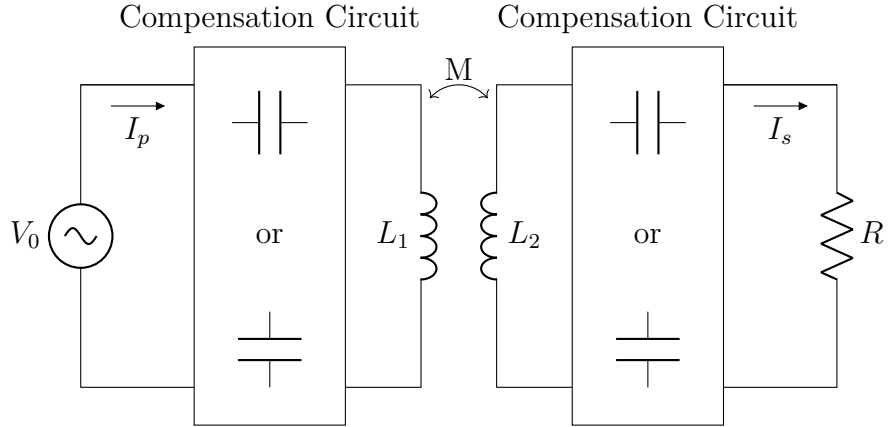 Compensation Circuit
Compensation Circuit
M
I_p
I_s
V_0
or
L_1
L_2
or
R